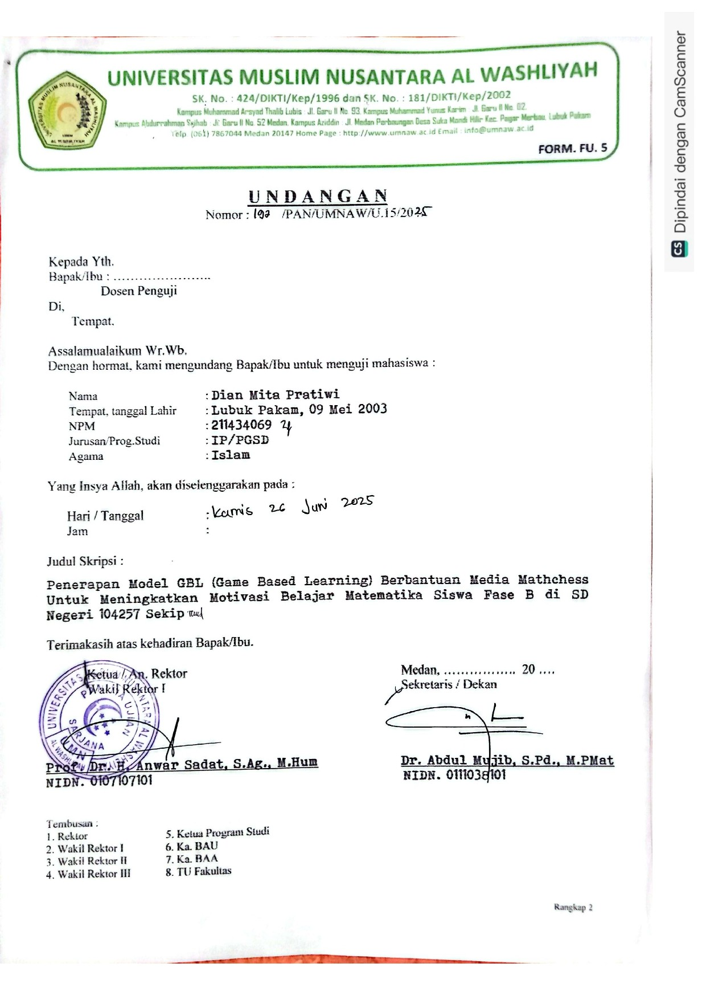 UNIVERSITAS MUSLIM NUSANTARA AL WASHLIYAH
SK. No. : 424/DIKTI/Kep/1996 dan SK. No. : 181/DIKTI/Kep/2002
Kampus Muhammad Arsyad Thalib Lubis : Jl. Garu II No. 93, Kampus Muhammad Yunus Karim Jl. Garu II No. 02,
Kampus Abdurrahman Syihab : Jl. Garu II No. 52 Medan, Kampus Aziddin : Jl. Medan Perbaungan Desa Suka Mandi Hilir Kec. Pagar Merbau, Lubuk Pakam
Telp. (061) 7867044 Medan 20147 Home Page : http://www.umnaw.ac.id Email : info@umnaw.ac.id
FORM. FU. 5
UNDANGAN
Nomor : /PAN/UMNAW/U.15/2025
Kepada Yth.
Bapak/Ibu : .......................
Dosen Penguji
Di,
Tempat.
Assalamualaikum Wr.Wb.
Dengan hormat, kami mengundang Bapak/Ibu untuk menguji mahasiswa :
Nama : Dian Mita Pratiwi
Tempat, tanggal Lahir : Lubuk Pakam, 09 Mei 2003
NPM : 211434069
Jurusan/Prog.Studi : IP/PGSD
Agama : Islam
Yang Insya Allah, akan diselenggarakan pada :
Hari / Tanggal : Kamis 26 Juni 2025
Jam :
Judul Skripsi :
Penerapan Model GBL (Game Based Learning) Berbantuan Media Mathchess
Untuk Meningkatkan Motivasi Belajar Matematika Siswa Fase B di SD
Negeri 104257 Sekip
Terimakasih atas kehadiran Bapak/Ibu.
Ketua / An. Rektor
Wakil Rektor I
Prof. Dr. H. Anwar Sadat, S.Ag., M.Hum
NIDN. 0107107101
Medan, ................. 20 ....
Sekretaris / Dekan
Dr. Abdul Mujib, S.Pd., M.PMat
NIDN. 0111038101
Tembusan :
1. Rektor
2. Wakil Rektor I
3. Wakil Rektor II
4. Wakil Rektor III
5. Ketua Program Studi
6. Ka. BAU
7. Ka. BAA
8. TU Fakultas
Rangkap 2
CS Dipindai dengan CamScanner